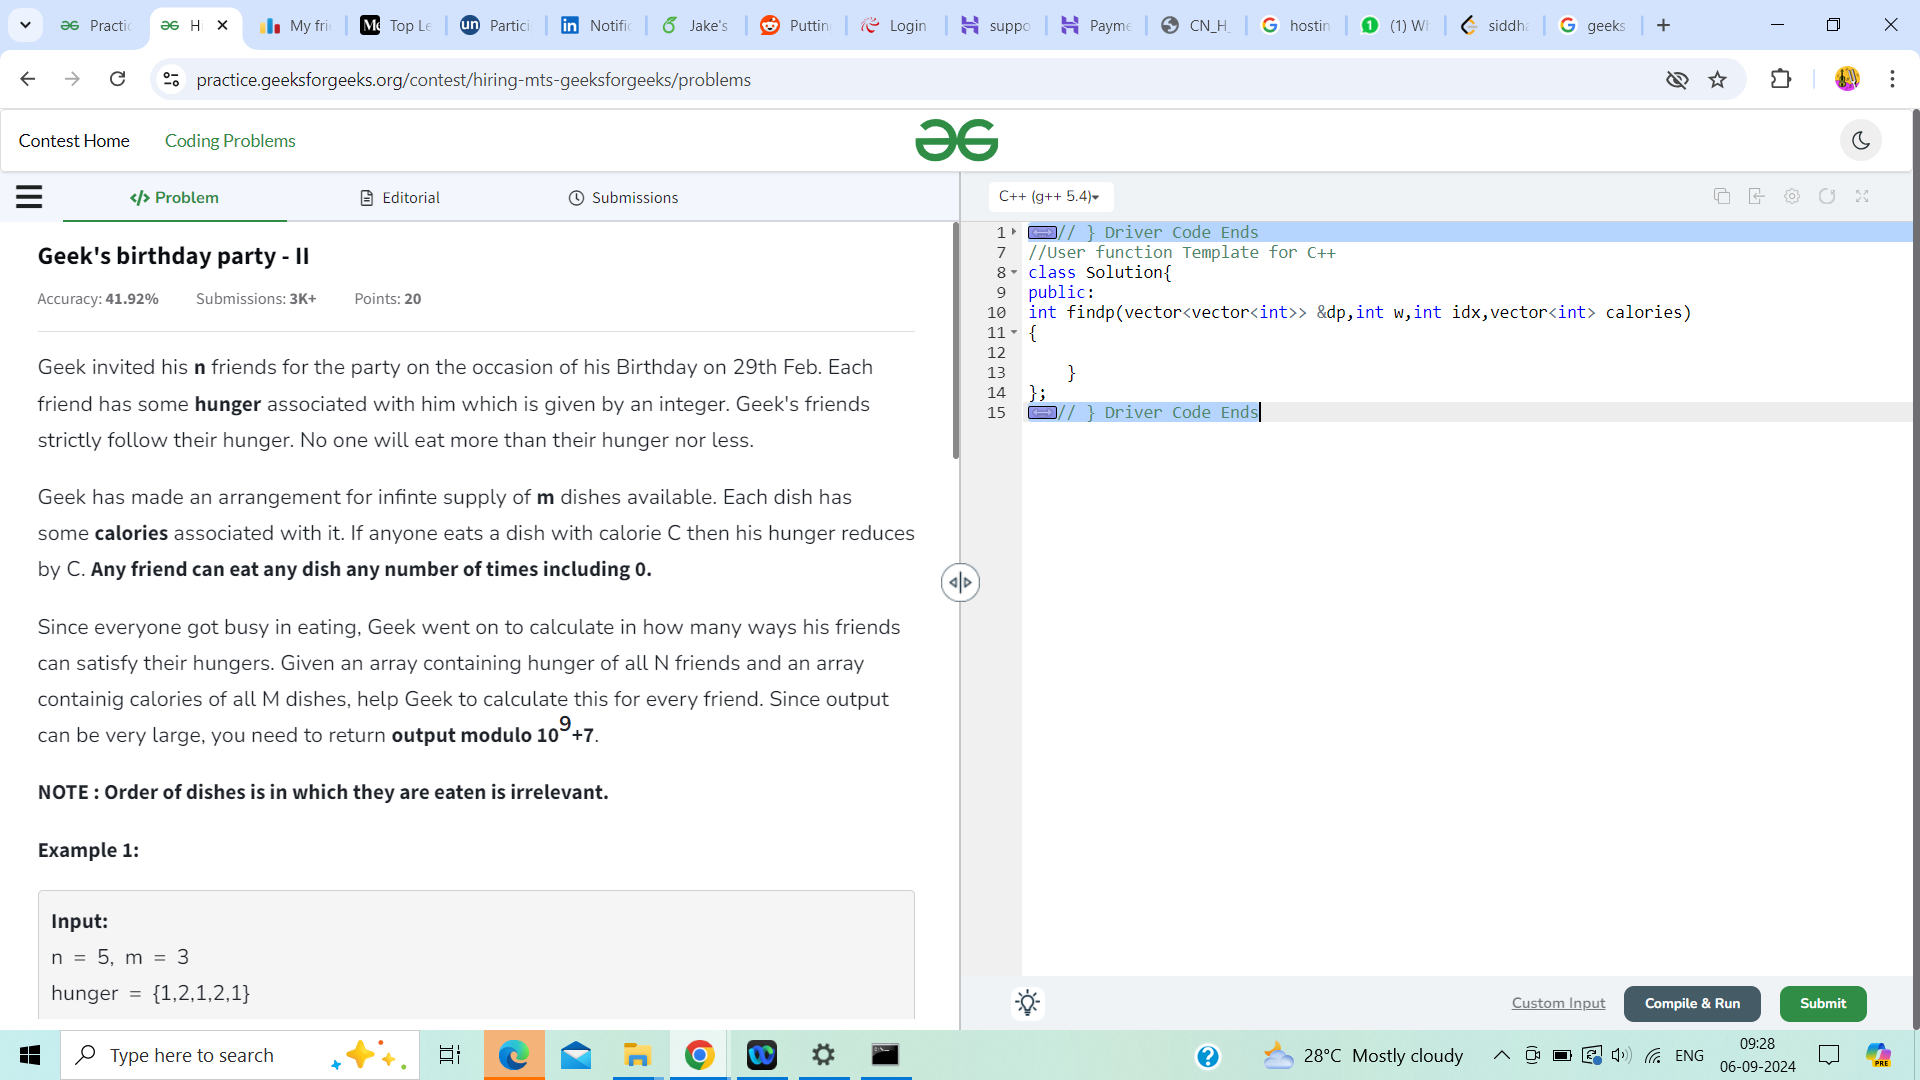 Practic
H
My frie
Top Le
un Partici
in Notific
Jake's
Puttin
Login
suppo
Payme
CN_H_
hostin
(1) Wh
siddha
geeks
practice.geeksforgeeks.org/contest/hiring-mts-geeksforgeeks/problems
Contest Home
Coding Problems
</> Problem
Editorial
Submissions
C++ (g++ 5.4)
Geek's birthday party - II
Accuracy: 41.92% Submissions: 3K+ Points: 20
Geek invited his n friends for the party on the occasion of his Birthday on 29th Feb. Each
friend has some hunger associated with him which is given by an integer. Geek's friends
strictly follow their hunger. No one will eat more than their hunger nor less.
Geek has made an arrangement for infinte supply of m dishes available. Each dish has
some calories associated with it. If anyone eats a dish with calorie C then his hunger reduces
by C. Any friend can eat any dish any number of times including 0.
Since everyone got busy in eating, Geek went on to calculate in how many ways his friends
can satisfy their hungers. Given an array containing hunger of all N friends and an array
containig calories of all M dishes, help Geek to calculate this for every friend. Since output
can be very large, you need to return output modulo 10^9+7.
NOTE : Order of dishes is in which they are eaten is irrelevant.
Example 1:
Input:
n = 5, m = 3
hunger = {1,2,1,2,1}
1 // } Driver Code Ends
7 //User function Template for C++
8 class Solution{
9 public:
10 int findp(vector<vector<int>> &dp,int w,int idx,vector<int> calories)
11 {
12
13 }
14 };
15 // } Driver Code Ends
Custom Input
Compile & Run
Submit
Type here to search
28°C Mostly cloudy
ENG
09:28
06-09-2024
PRE